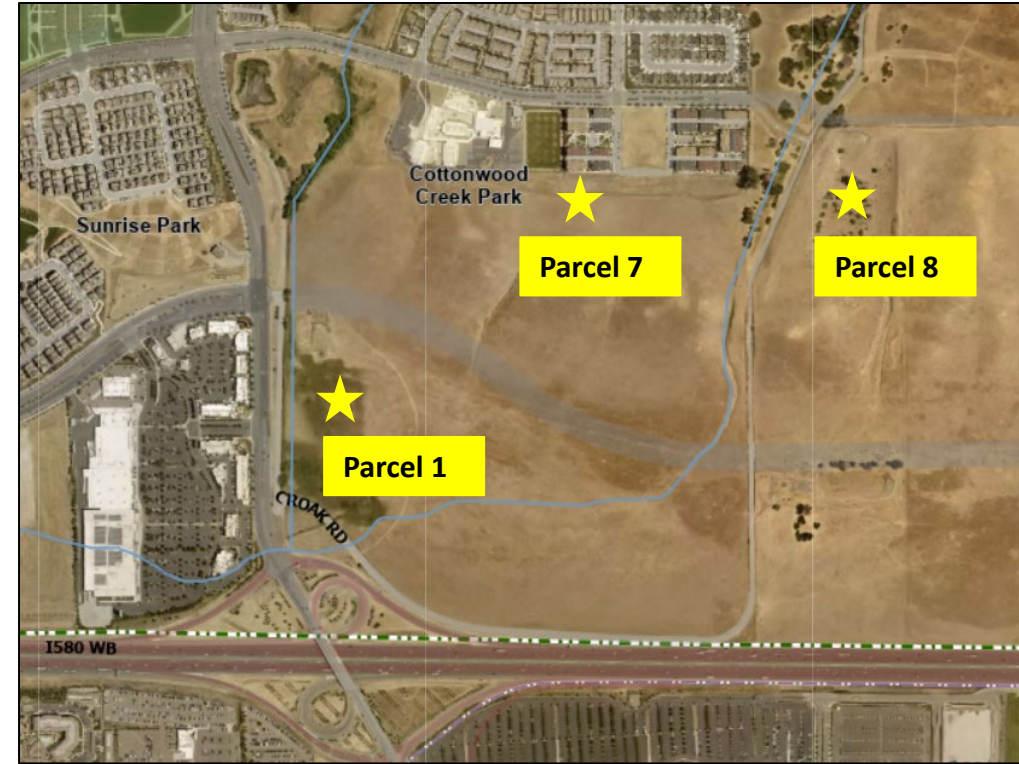 Cottonwood
Creek Park
Sunrise Park
Parcel 7
Parcel 8
Parcel 1
CROAK RD
I580 WB